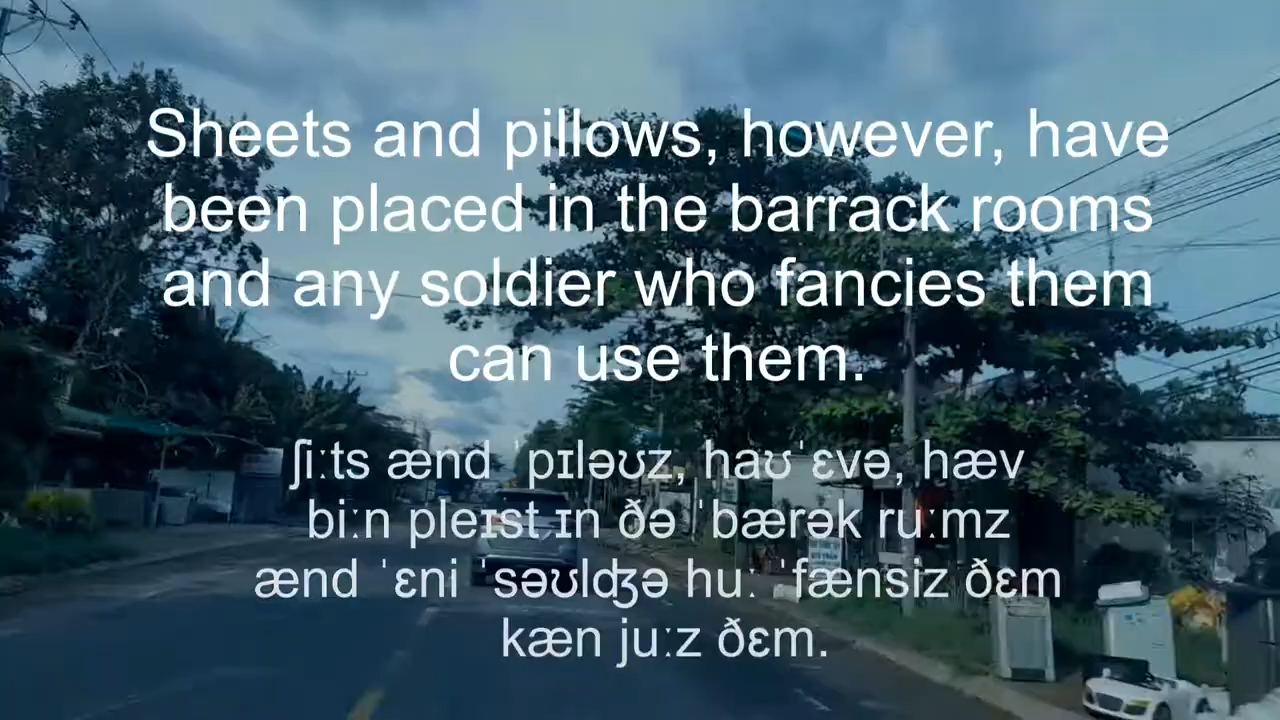 Sheets and pillows, however, have
been placed in the barrack rooms
and any soldier who fancies them
can use them.
ʃiːts ænd ˈpɪləʊz, haʊˈɛvə, hæv
biːn pleɪst ɪn ðə ˈbærək ruːmz
ænd ˈɛni ˈsəʊlʤə huː ˈfænsiz ðɛm
kæn juːz ðɛm.